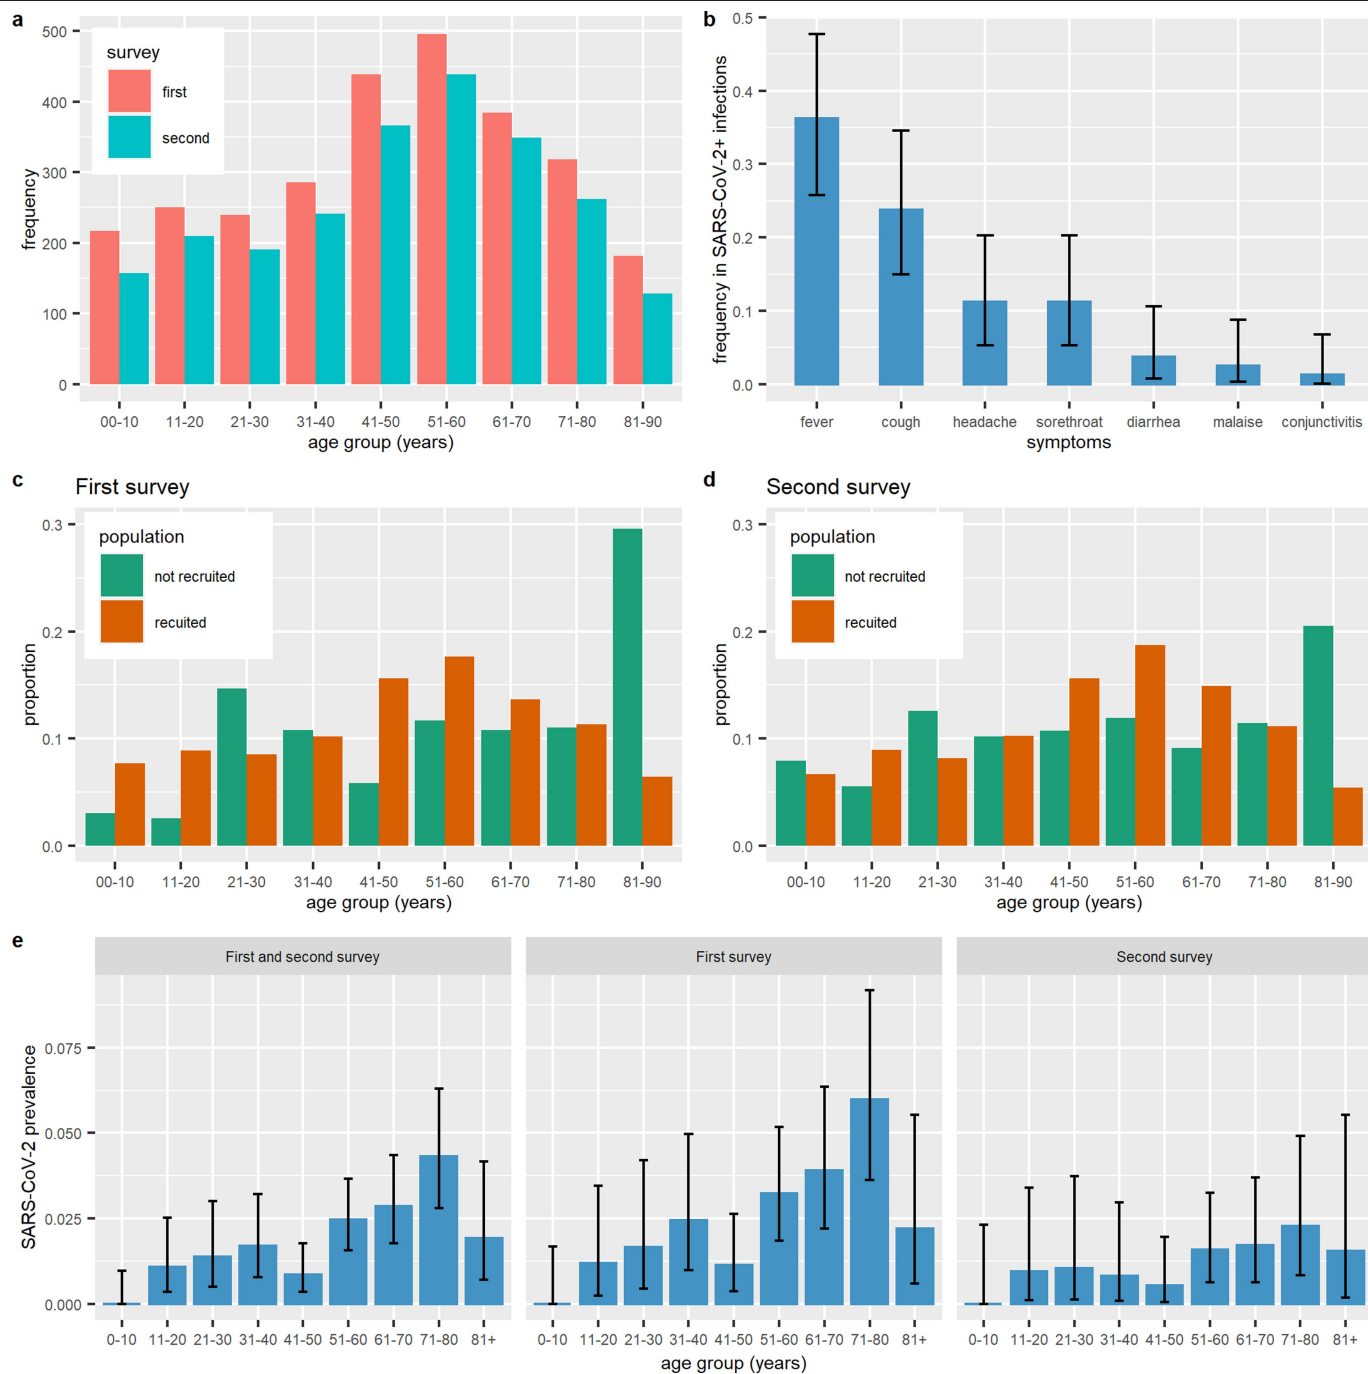 a
survey
first
second
500
400
300
200
100
0
frequency
00-10 11-20 21-30 31-40 41-50 51-60 61-70 71-80 81-90
age group (years)
b
0.5
0.4
0.3
0.2
0.1
0.0
frequency in SARS-CoV-2+ infections
fever cough headache sorethroat diarrhea malaise conjunctivitis
symptoms
c
First survey
population
not recruited
recuited
0.3
0.2
0.1
0.0
proportion
00-10 11-20 21-30 31-40 41-50 51-60 61-70 71-80 81-90
age group (years)
d
Second survey
population
not recruited
recuited
0.3
0.2
0.1
0.0
proportion
00-10 11-20 21-30 31-40 41-50 51-60 61-70 71-80 81-90
age group (years)
e
First and second survey
First survey
Second survey
0.075
0.050
0.025
0.000
SARS-CoV-2 prevalence
0-10 11-20 21-30 31-40 41-50 51-60 61-70 71-80 81+
0-10 11-20 21-30 31-40 41-50 51-60 61-70 71-80 81+
0-10 11-20 21-30 31-40 41-50 51-60 61-70 71-80 81+
age group (years)